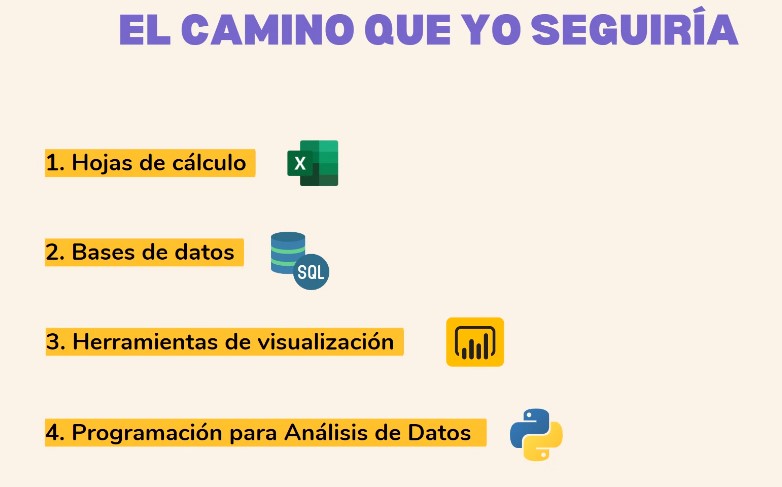 EL CAMINO QUE YO SEGUIRÍA
1. Hojas de cálculo
X
2. Bases de datos
SQL
3. Herramientas de visualización
4. Programación para Análisis de Datos